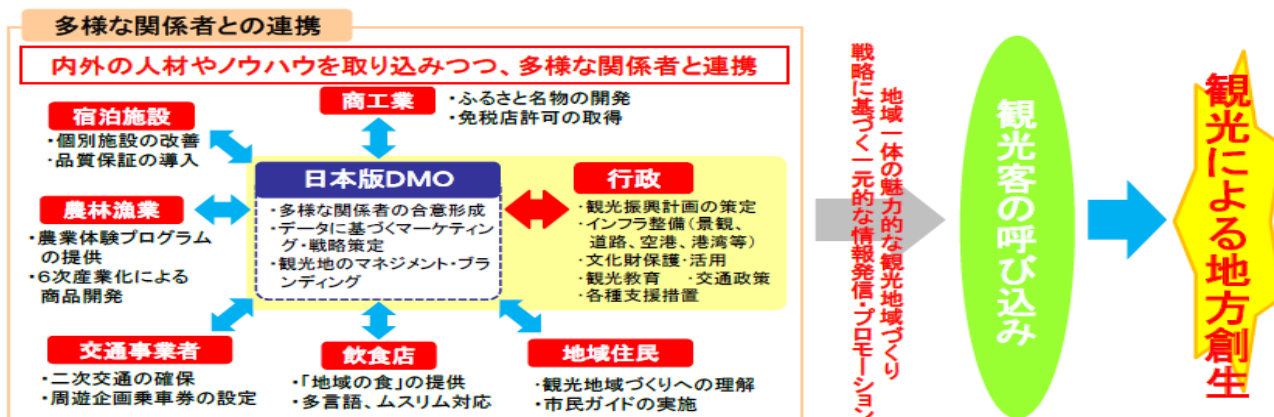 多様な関係者との連携
内外の人材やノウハウを取り込みつつ、多様な関係者と連携
商工業
・ふるさと名物の開発
・免税店許可の取得
宿泊施設
・個別施設の改善
・品質保証の導入
農林漁業
・農業体験プログラム
の提供
・6次産業化による
商品開発
日本版DMO
・多様な関係者の合意形成
・データに基づくマーケティ
ング・戦略策定
・観光地のマネジメント・ブラ
ンディング
行政
・観光振興計画の策定
・インフラ整備(景観、
道路、空港、港湾等)
・文化財保護・活用
・観光教育 ・交通政策
・各種支援措置
交通事業者
・二次交通の確保
・周遊企画乗車券の設定
飲食店
・「地域の食」の提供
・多言語、ムスリム対応
地域住民
・観光地域づくりへの理解
・市民ガイドの実施
地域一体の魅力的な観光地域づくり
戦略に基づく一元的な情報発信・プロモーション
観光客の呼び込み
観光による地方創生